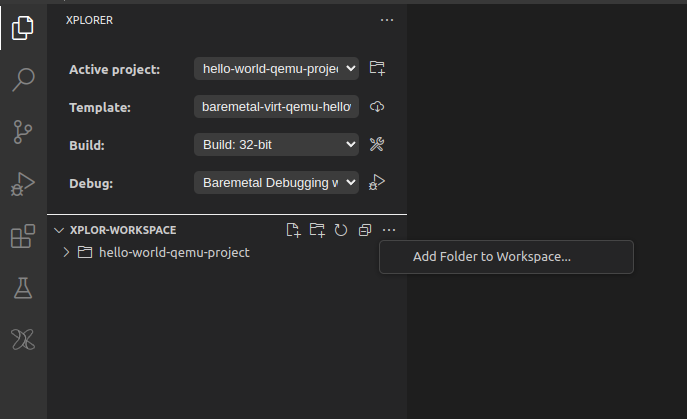 XPLORER
Active project: hello-world-qemu-projec
Template: baremetal-virt-qemu-hello
Build: Build: 32-bit
Debug: Baremetal Debugging w
XPLOR-WORKSPACE
hello-world-qemu-project
Add Folder to Workspace...